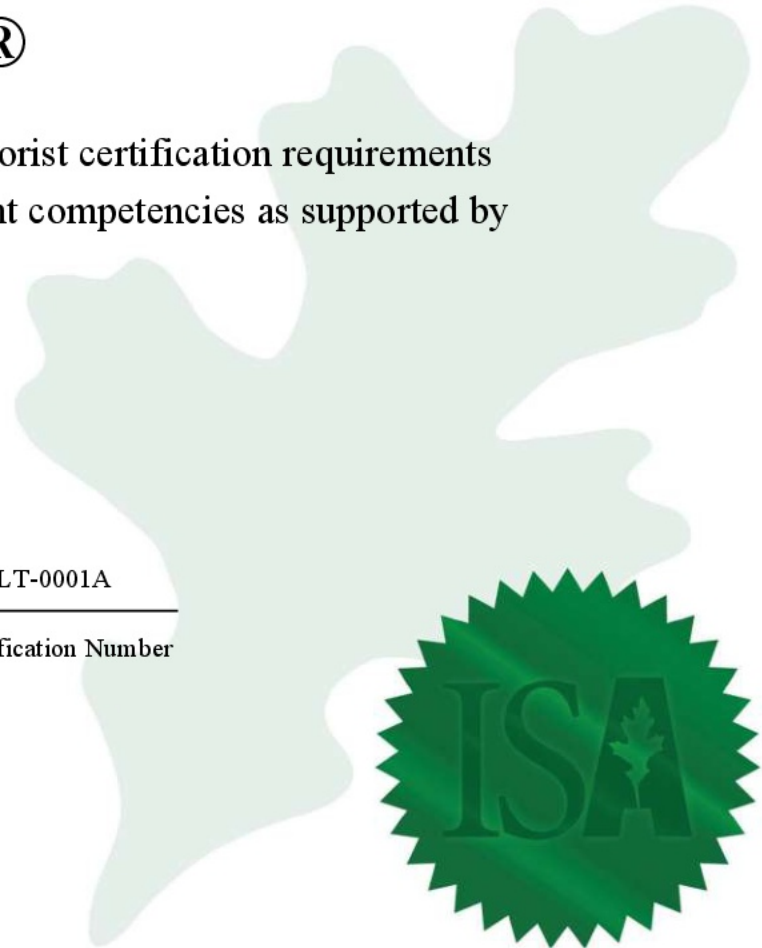 ®
orist certification requirements
nt competencies as supported by
LT-0001A
fication Number
ISA